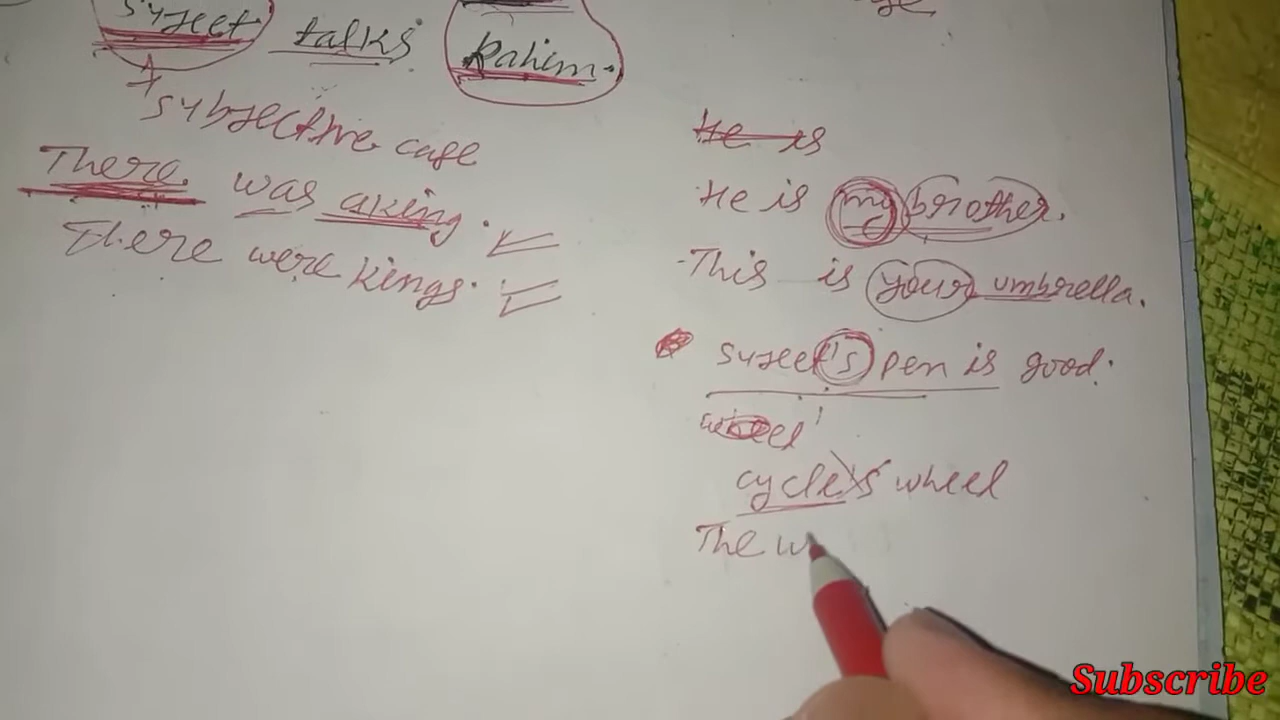 Sujeet talks Rahim.
Subjective case
There was a king.
There were kings.
He is
He is my brother.
This is your umbrella.
Sujeet's pen is good.
cycle's wheel
The w
Subscribe